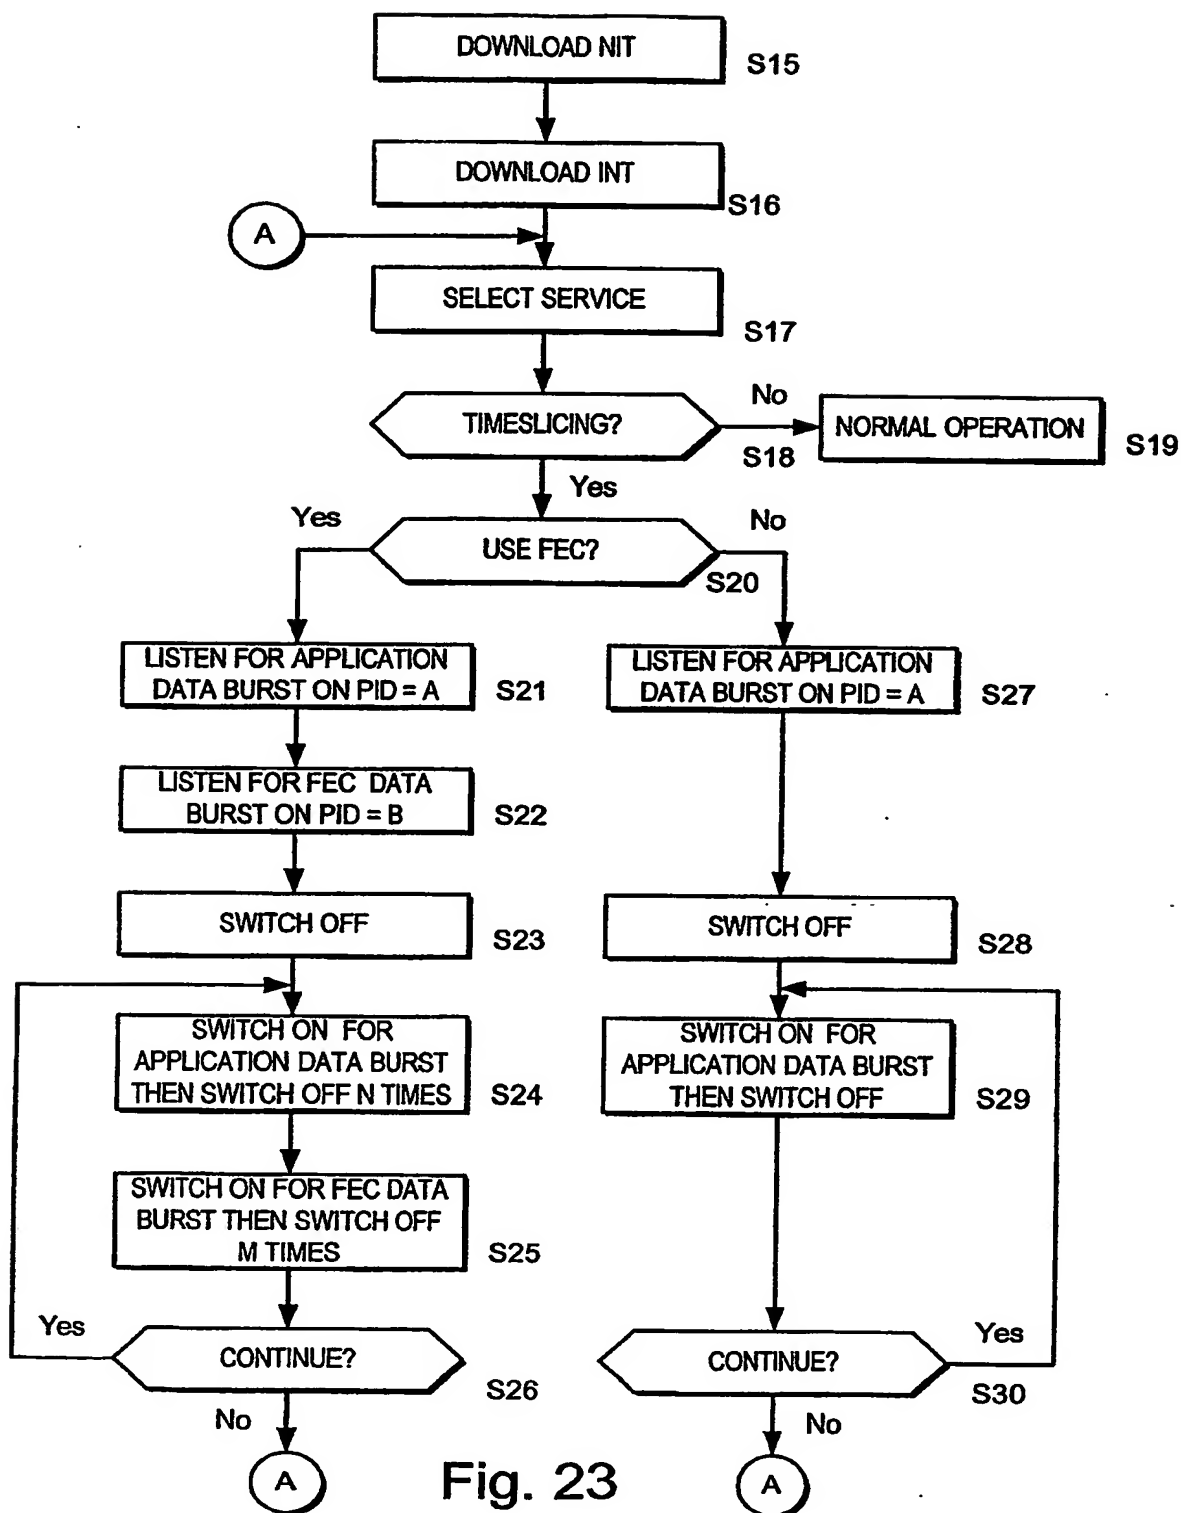 DOWNLOAD NIT
S15
DOWNLOAD INT
S16
A
SELECT SERVICE
S17
TIMESLICING?
No
S18
NORMAL OPERATION
S19
Yes
Yes
USE FEC?
No
S20
LISTEN FOR APPLICATION
DATA BURST ON PID = A
S21
LISTEN FOR APPLICATION
DATA BURST ON PID = A
S27
LISTEN FOR FEC DATA
BURST ON PID = B
S22
SWITCH OFF
S23
SWITCH OFF
S28
SWITCH ON FOR
APPLICATION DATA BURST
THEN SWITCH OFF N TIMES
S24
SWITCH ON FOR
APPLICATION DATA BURST
THEN SWITCH OFF
S29
SWITCH ON FOR FEC DATA
BURST THEN SWITCH OFF
M TIMES
S25
Yes
CONTINUE?
S26
No
CONTINUE?
Yes
S30
No
A
Fig. 23
A